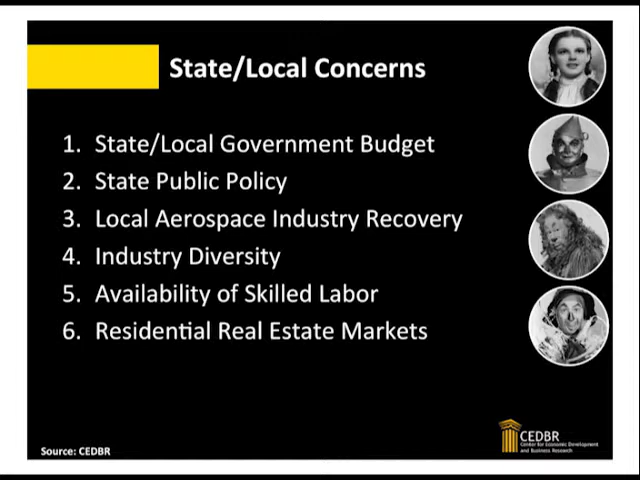 State/Local Concerns
1. State/Local Government Budget
2. State Public Policy
3. Local Aerospace Industry Recovery
4. Industry Diversity
5. Availability of Skilled Labor
6. Residential Real Estate Markets
CEDBR
Center for Economic Development
and Business Research
Source: CEDBR